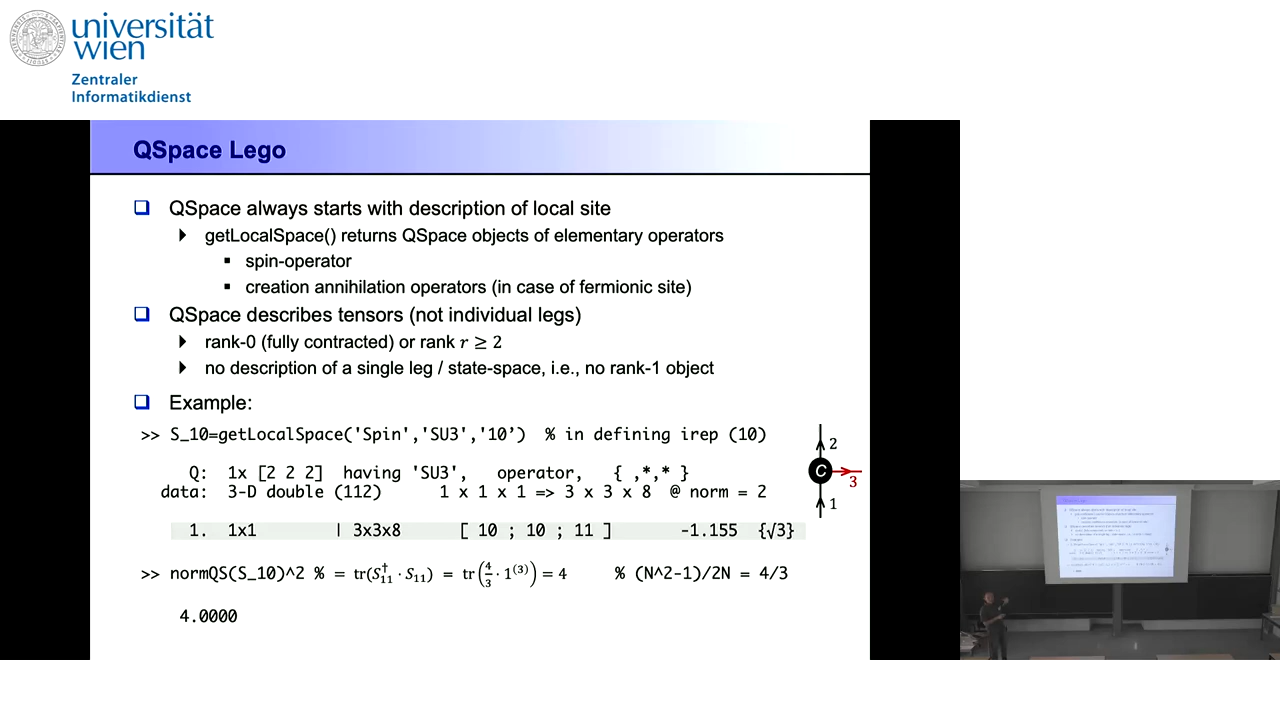 universität
wien
Zentraler
Informatikdienst
QSpace Lego
❑ QSpace always starts with description of local site
getLocalSpace() returns QSpace objects of elementary operators
▪ spin-operator
▪ creation annihilation operators (in case of fermionic site)
❑ QSpace describes tensors (not individual legs)
rank-0 (fully contracted) or rank r ≥ 2
no description of a single leg / state-space, i.e., no rank-1 object
❑ Example:
>> S_10=getLocalSpace('Spin','SU3','10’) % in defining irep (10)
Q: 1x [2 2 2] having 'SU3', operator, { ,*,* }
data: 3-D double (112) 1 x 1 x 1 => 3 x 3 x 8 @ norm = 2
1. 1x1 | 3x3x8 [ 10 ; 10 ; 11 ] -1.155 {√3}
2
C
3
1
>> normQS(S_10)^2 % = tr(S₁₁† · S₁₁) = tr(4/3 · 1⁽³⁾) = 4 % (N^2-1)/2N = 4/3
4.0000